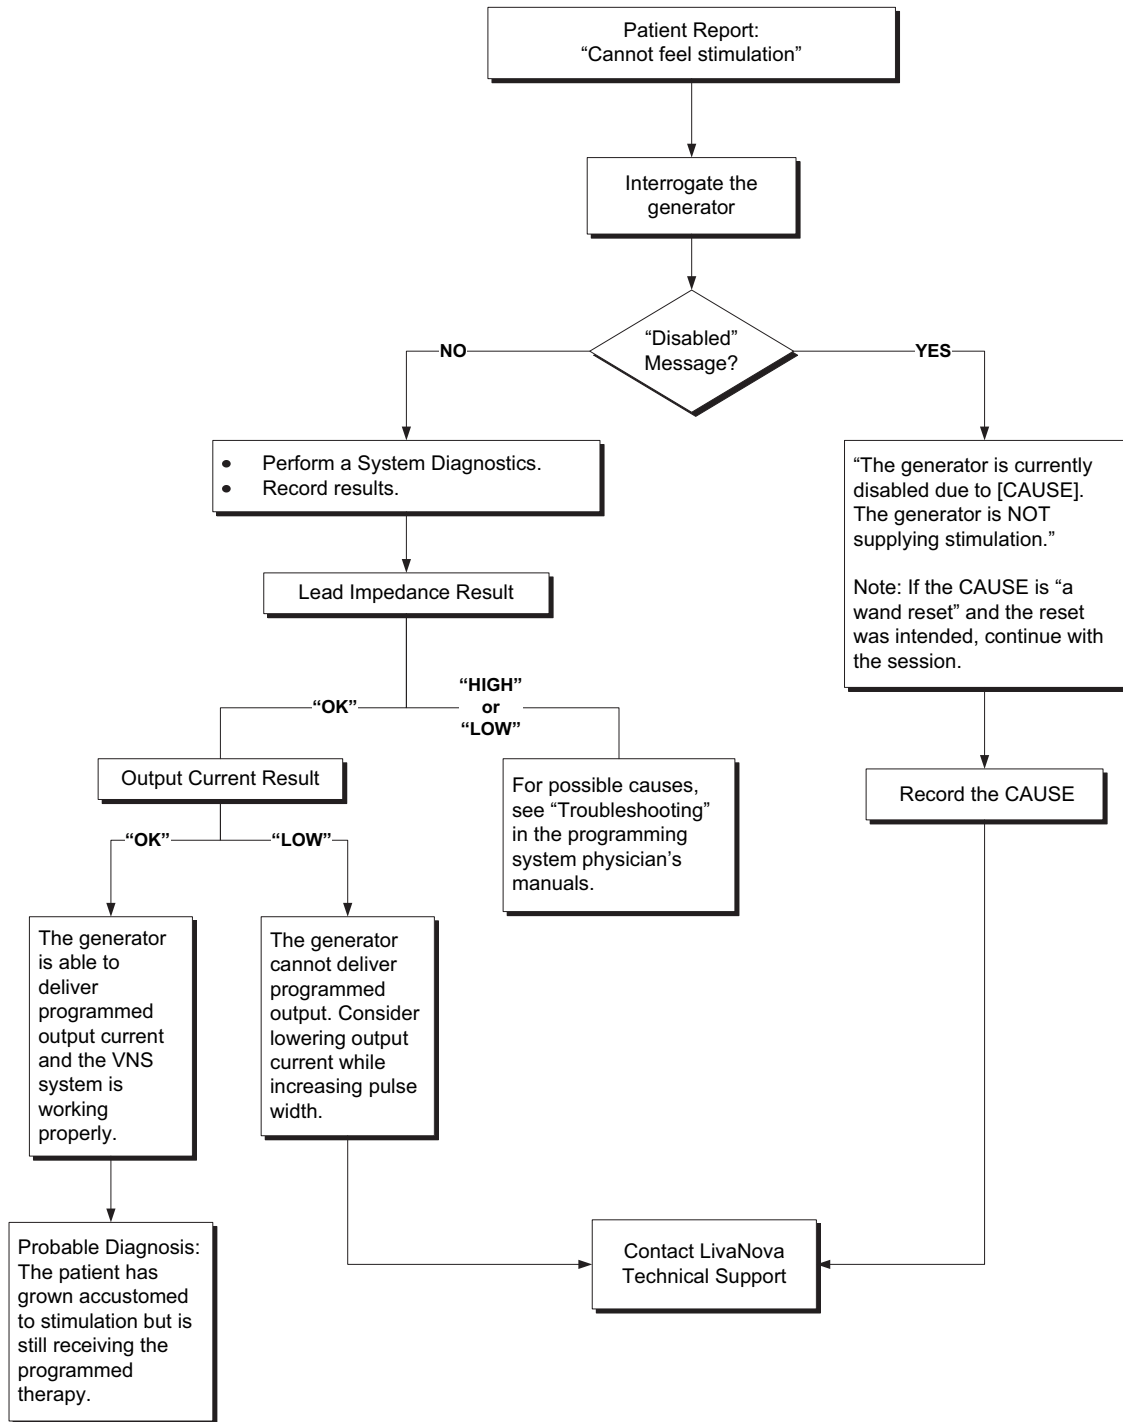 Patient Report:
“Cannot feel stimulation”
Interrogate the
generator
“Disabled”
Message?
NO
YES
• Perform a System Diagnostics.
• Record results.
“The generator is currently
disabled due to [CAUSE].
The generator is NOT
supplying stimulation.”
Note: If the CAUSE is “a
wand reset” and the reset
was intended, continue with
the session.
Lead Impedance Result
“OK”
“HIGH”
or
“LOW”
Output Current Result
For possible causes,
see “Troubleshooting”
in the programming
system physician’s
manuals.
Record the CAUSE
“OK”
“LOW”
The generator
is able to
deliver
programmed
output current
and the VNS
system is
working
properly.
The generator
cannot deliver
programmed
output. Consider
lowering output
current while
increasing pulse
width.
Probable Diagnosis:
The patient has
grown accustomed
to stimulation but is
still receiving the
programmed
therapy.
Contact LivaNova
Technical Support